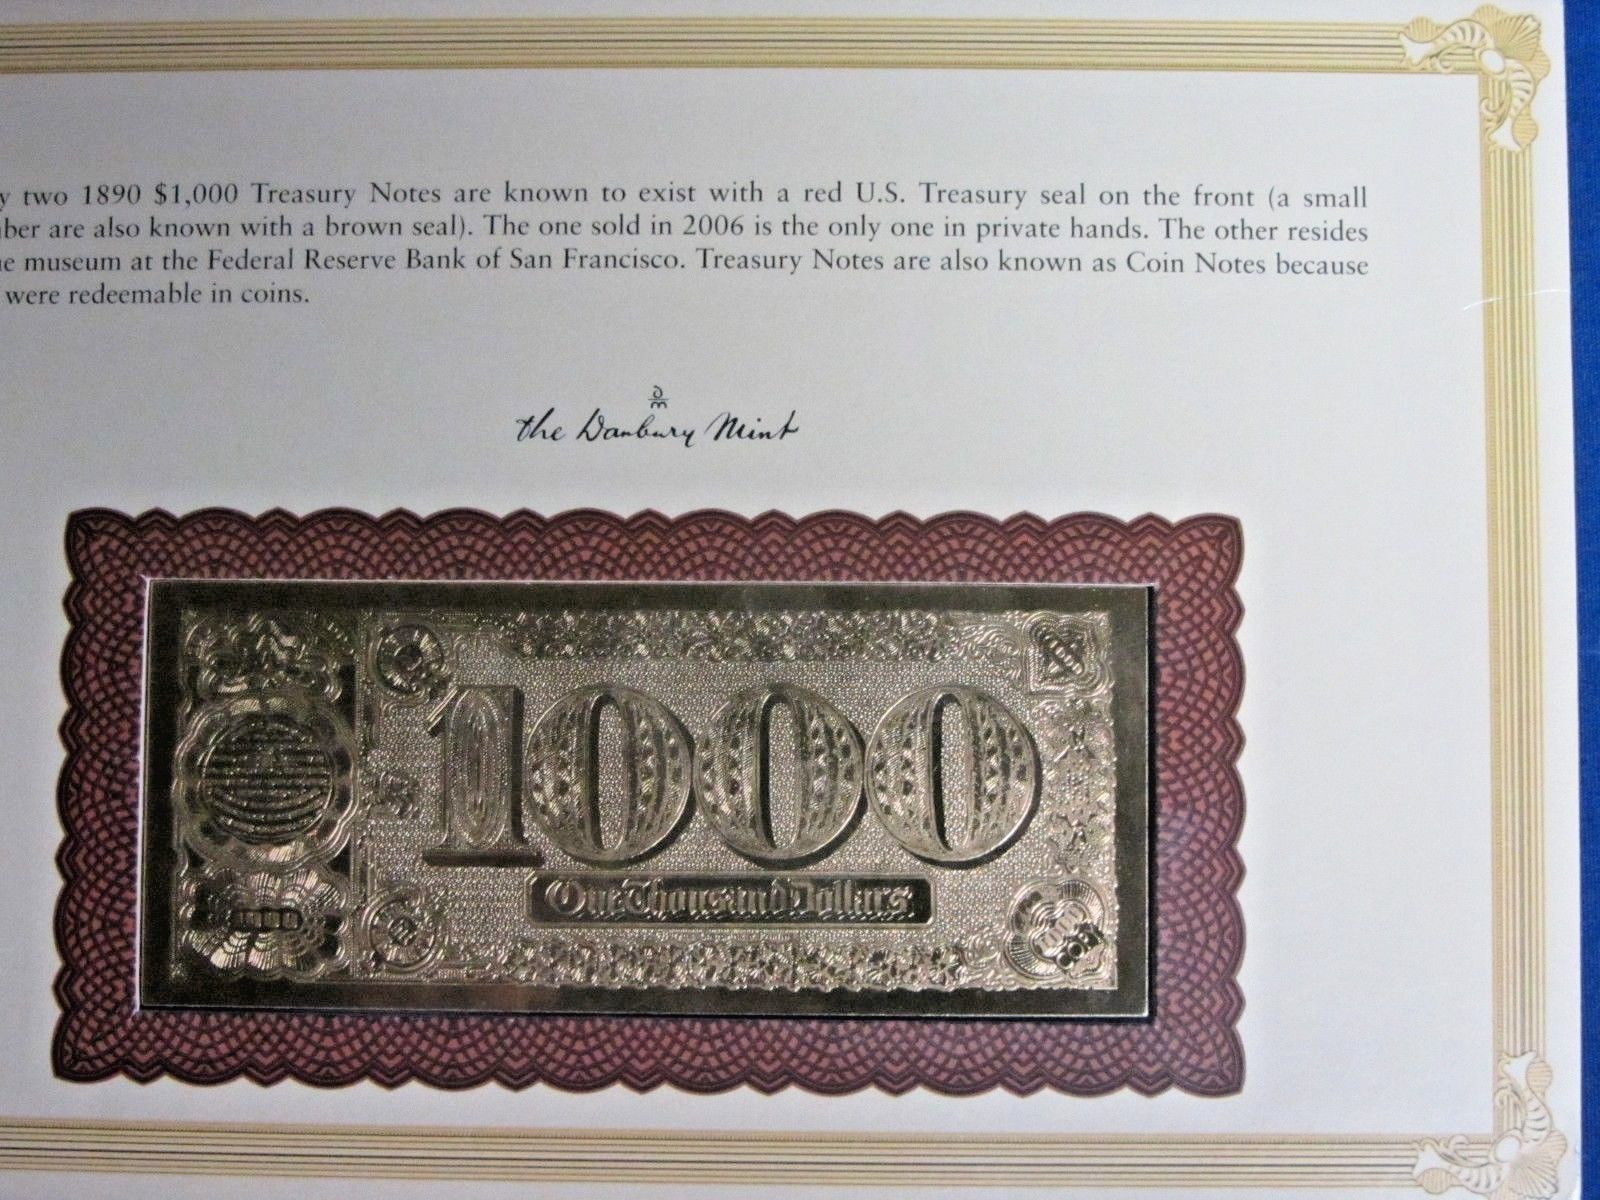 two 1890 $1,000 Treasury Notes are known to exist with a red U.S. Treasury seal on the front (a small
are also known with a brown seal). The one sold in 2006 is the only one in private hands. The other resides
museum at the Federal Reserve Bank of San Francisco. Treasury Notes are also known as Coin Notes because
were redeemable in coins.
the Danbury Mint
1000
One Thousand Dollars